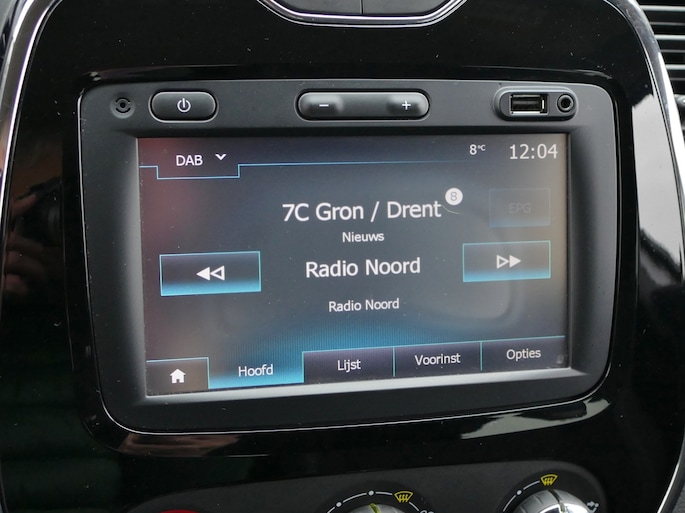 DAB 8°C 12:04
7C Gron / Drent 8
EPG
Nieuws
Radio Noord
Radio Noord
Hoofd Lijst Voorinst Opties